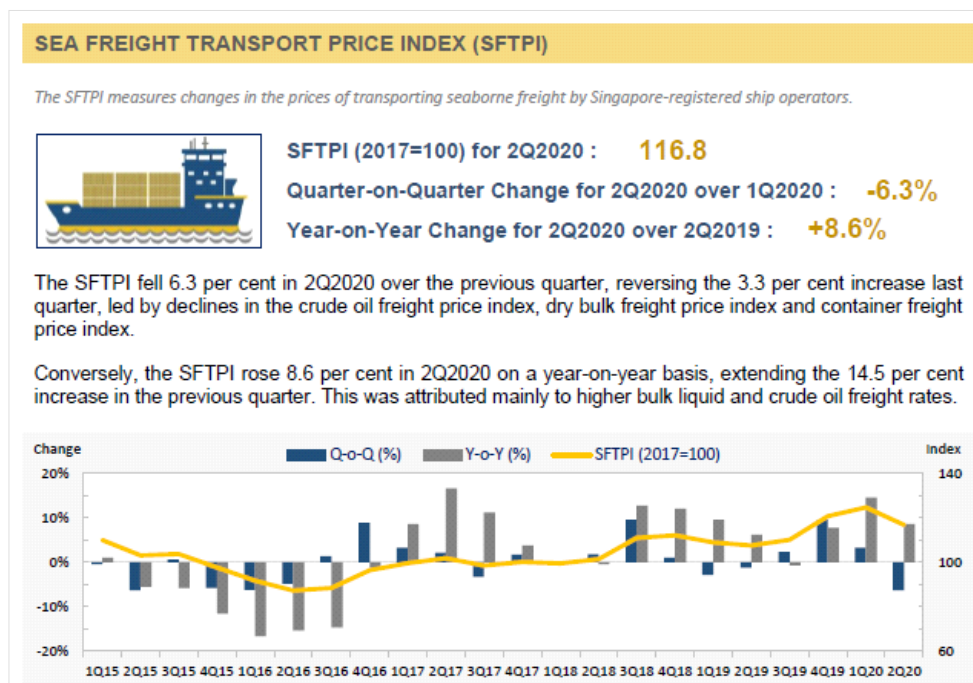 SEA FREIGHT TRANSPORT PRICE INDEX (SFTPI)
The SFTPI measures changes in the prices of transporting seaborne freight by Singapore-registered ship operators.
SFTPI (2017=100) for 2Q2020 : 116.8
Quarter-on-Quarter Change for 2Q2020 over 1Q2020 : -6.3%
Year-on-Year Change for 2Q2020 over 2Q2019 : +8.6%
The SFTPI fell 6.3 per cent in 2Q2020 over the previous quarter, reversing the 3.3 per cent increase last
quarter, led by declines in the crude oil freight price index, dry bulk freight price index and container freight
price index.
Conversely, the SFTPI rose 8.6 per cent in 2Q2020 on a year-on-year basis, extending the 14.5 per cent
increase in the previous quarter. This was attributed mainly to higher bulk liquid and crude oil freight rates.
Change Q-o-Q (%) Y-o-Y (%) SFTPI (2017=100) Index
20% 140
10%
0% 100
-10%
-20% 60
1Q15 2Q15 3Q15 4Q15 1Q16 2Q16 3Q16 4Q16 1Q17 2Q17 3Q17 4Q17 1Q18 2Q18 3Q18 4Q18 1Q19 2Q19 3Q19 4Q19 1Q20 2Q20